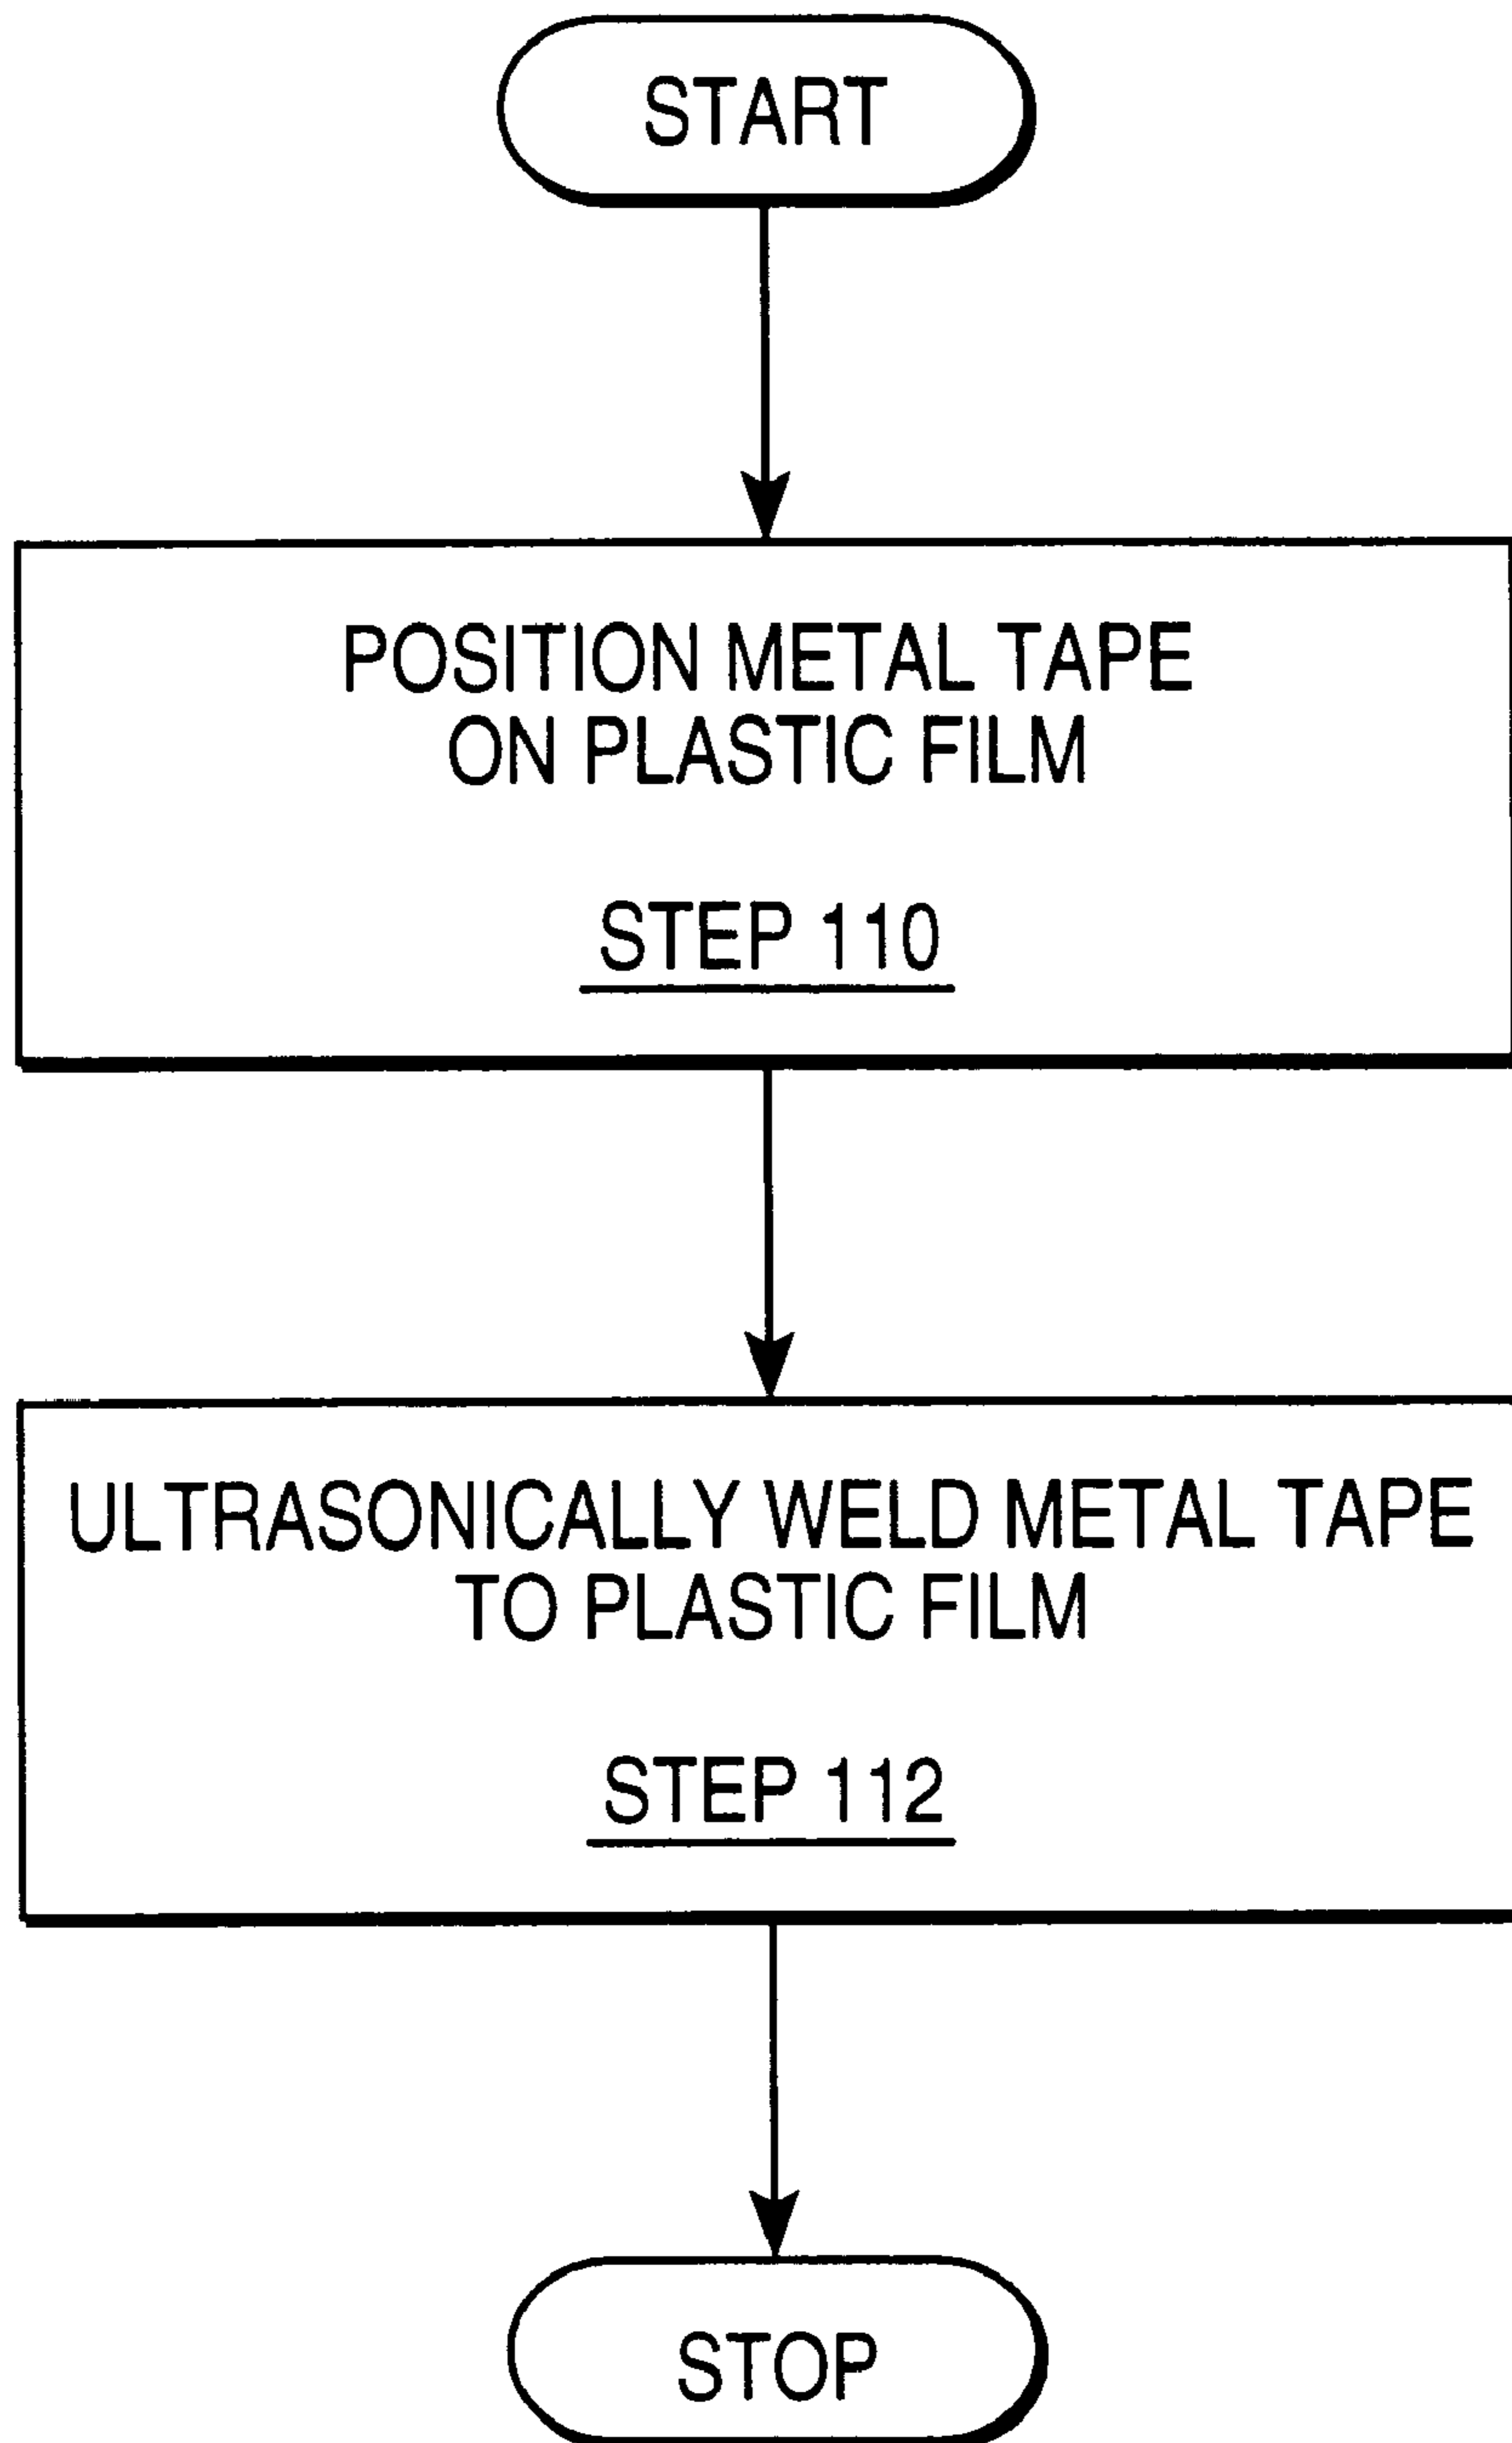 START
POSITION METAL TAPE
ON PLASTIC FILM
STEP 110
ULTRASONICALLY WELD METAL TAPE
TO PLASTIC FILM
STEP 112
STOP